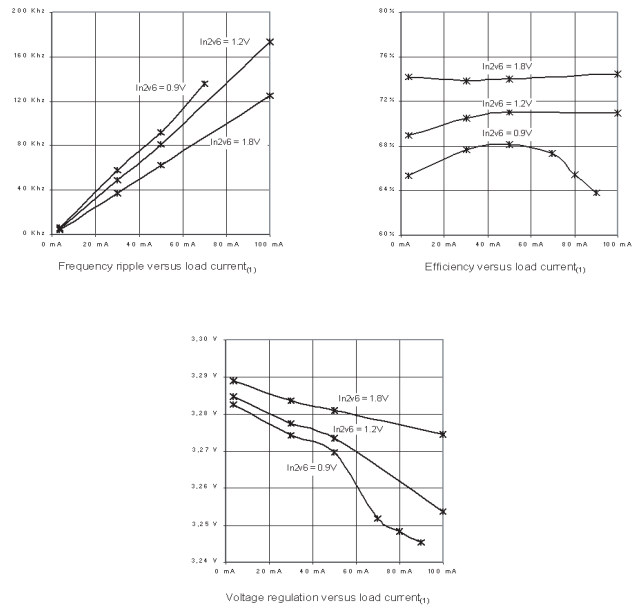 200 Khz
160 Khz
120 Khz
80 Khz
40 Khz
0 Khz
0 mA 20 mA 40 mA 60 mA 80 mA 100 mA
In2v6 = 1.2V
In2v6 = 0.9V
In2v6 = 1.8V
Frequency ripple versus load current(1)
80%
76%
72%
68%
64%
60%
0 mA 20 mA 40 mA 60 mA 80 mA 100 mA
In2v6 = 1.8V
In2v6 = 1.2V
In2v6 = 0.9V
Efficiency versus load current(1)
3,30 V
3,29 V
3,28 V
3,27 V
3,26 V
3,25 V
3,24 V
0 mA 20 mA 40 mA 60 mA 80 mA 100 mA
In2v6 = 1.8V
In2v6 = 1.2V
In2v6 = 0.9V
Voltage regulation versus load current(1)